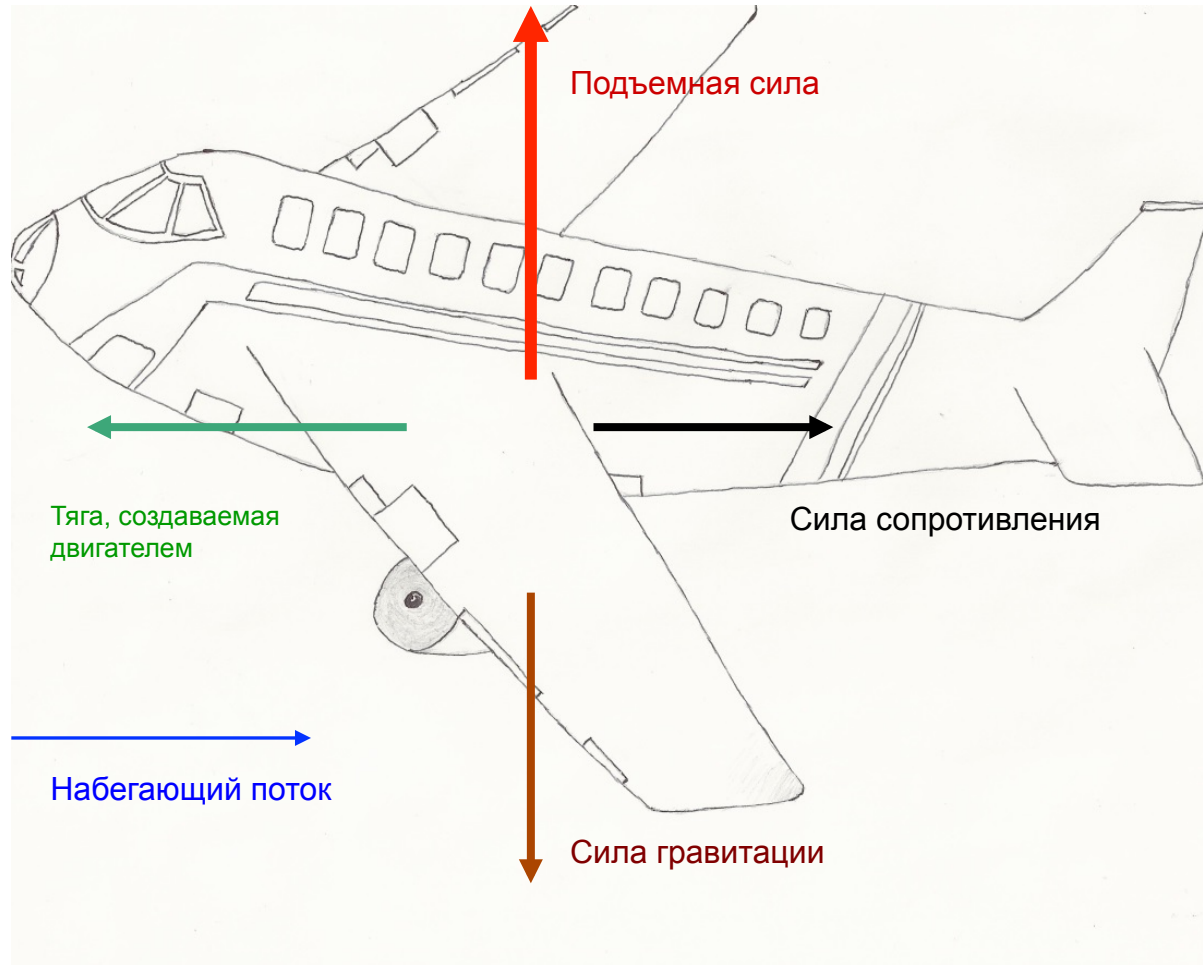 Подъемная сила
Тяга, создаваемая
двигателем
Сила сопротивления
Набегающий поток
Сила гравитации